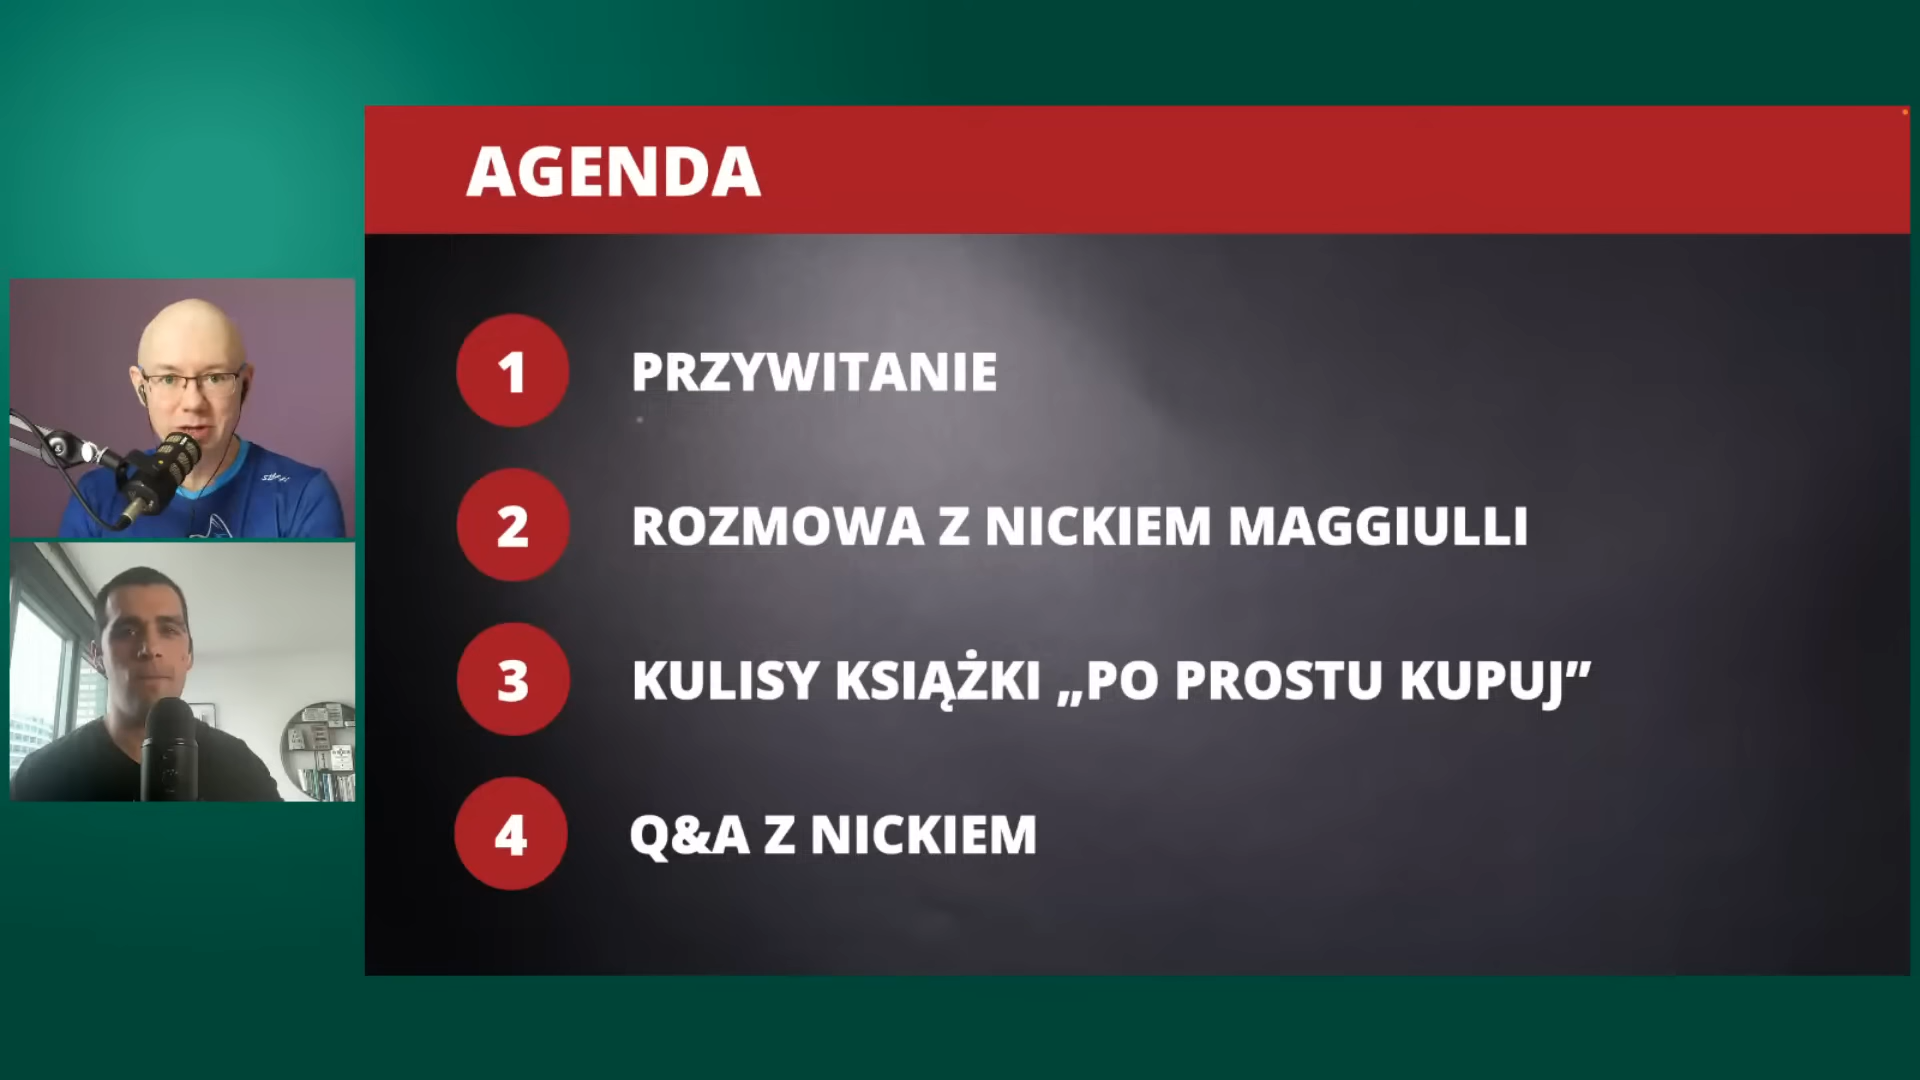 AGENDA
1 PRZYWITANIE
2 ROZMOWA Z NICKIEM MAGGIULLI
3 KULISY KSIĄŻKI „PO PROSTU KUPUJ”
4 Q&A Z NICKIEM